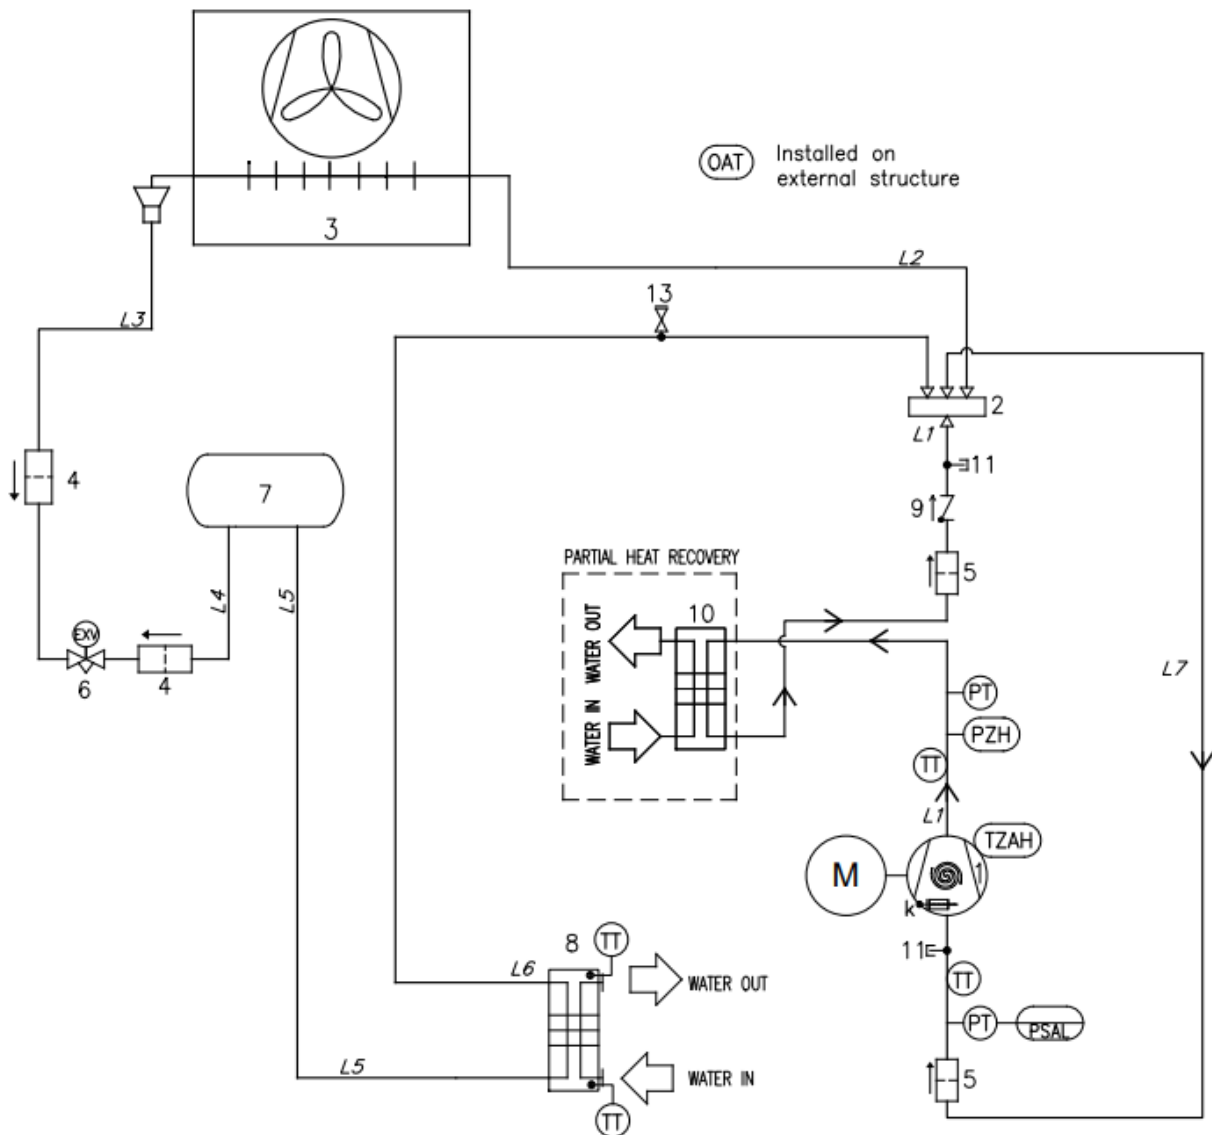 OAT
Installed on
external structure
3
L2
13
L3
2
L1
11
4
7
9
5
PARTIAL HEAT RECOVERY
10
WATER OUT
WATER IN
L4
L5
EXV
6
4
L7
PT
PZH
TT
L1
TZAH
M
1
k
11
8
TT
L6
WATER OUT
TT
PT
PSAL
L5
WATER IN
5
TT